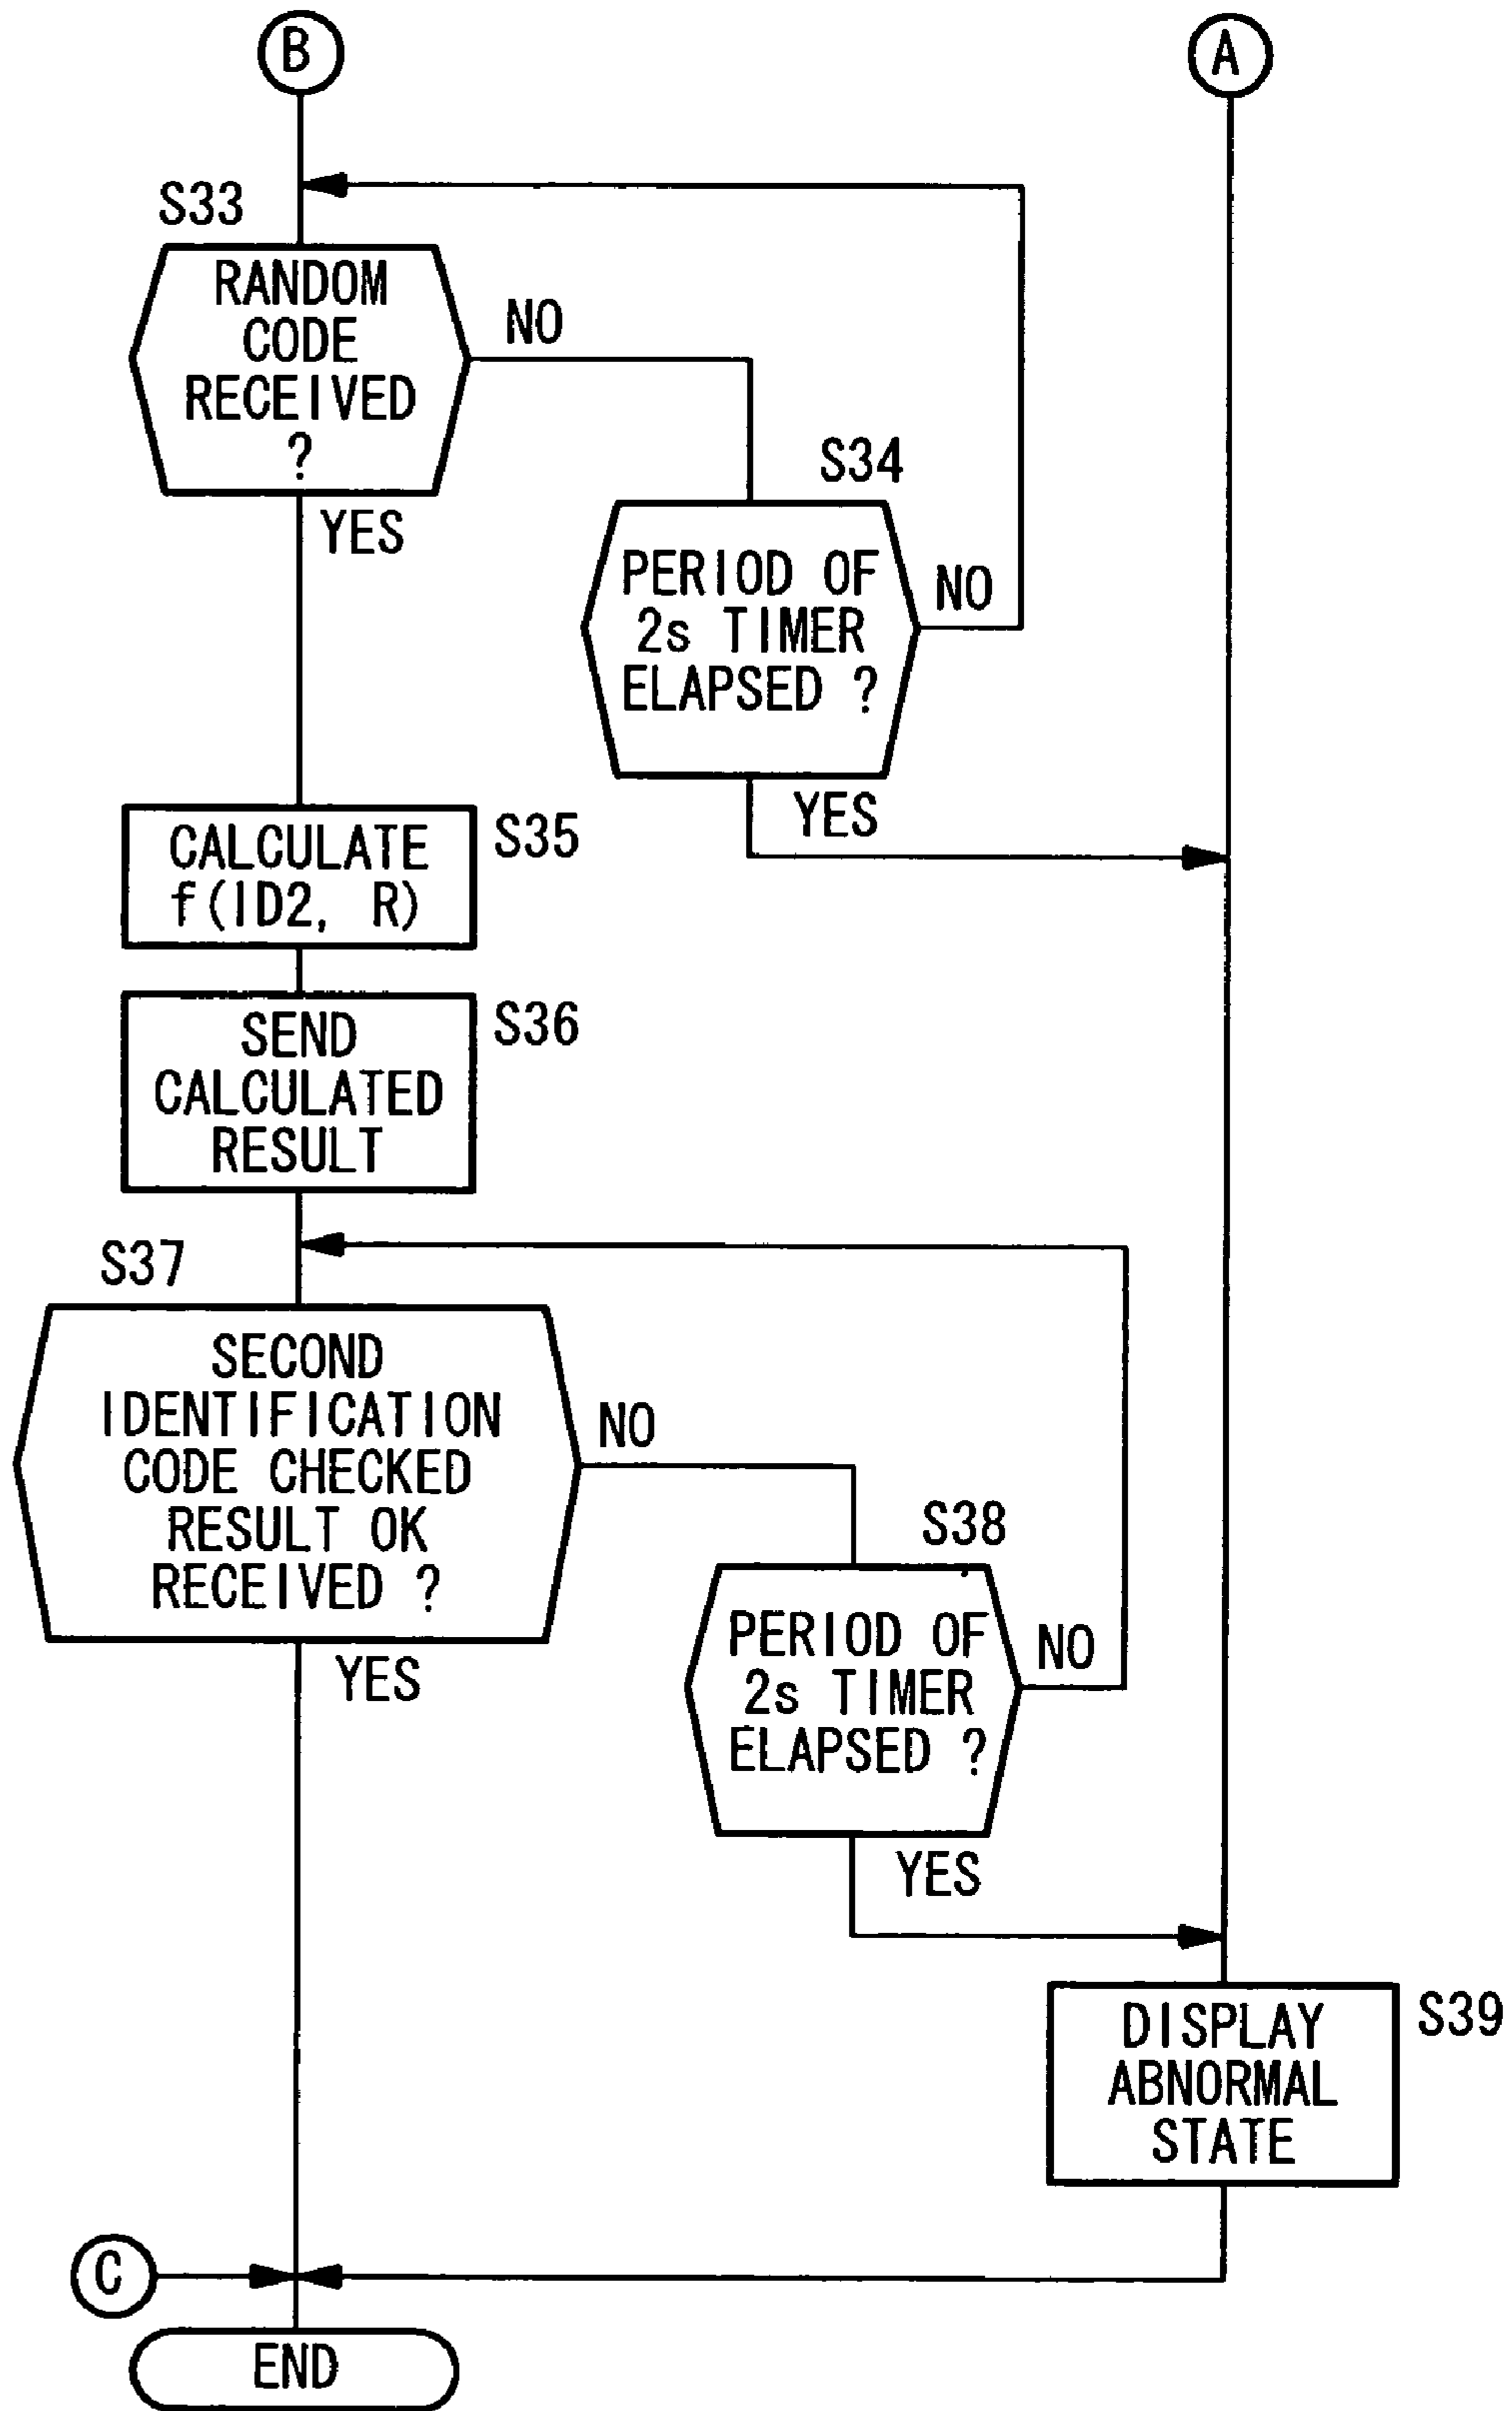 B
A
S33
RANDOM
CODE
RECEIVED
?
NO
YES
S34
PERIOD OF
2s TIMER
ELAPSED ?
NO
YES
CALCULATE
f(ID2, R)
S35
SEND
CALCULATED
RESULT
S36
S37
SECOND
IDENTIFICATION
CODE CHECKED
RESULT OK
RECEIVED ?
NO
YES
S38
PERIOD OF
2s TIMER
ELAPSED ?
NO
YES
DISPLAY
ABNORMAL
STATE
S39
C
END